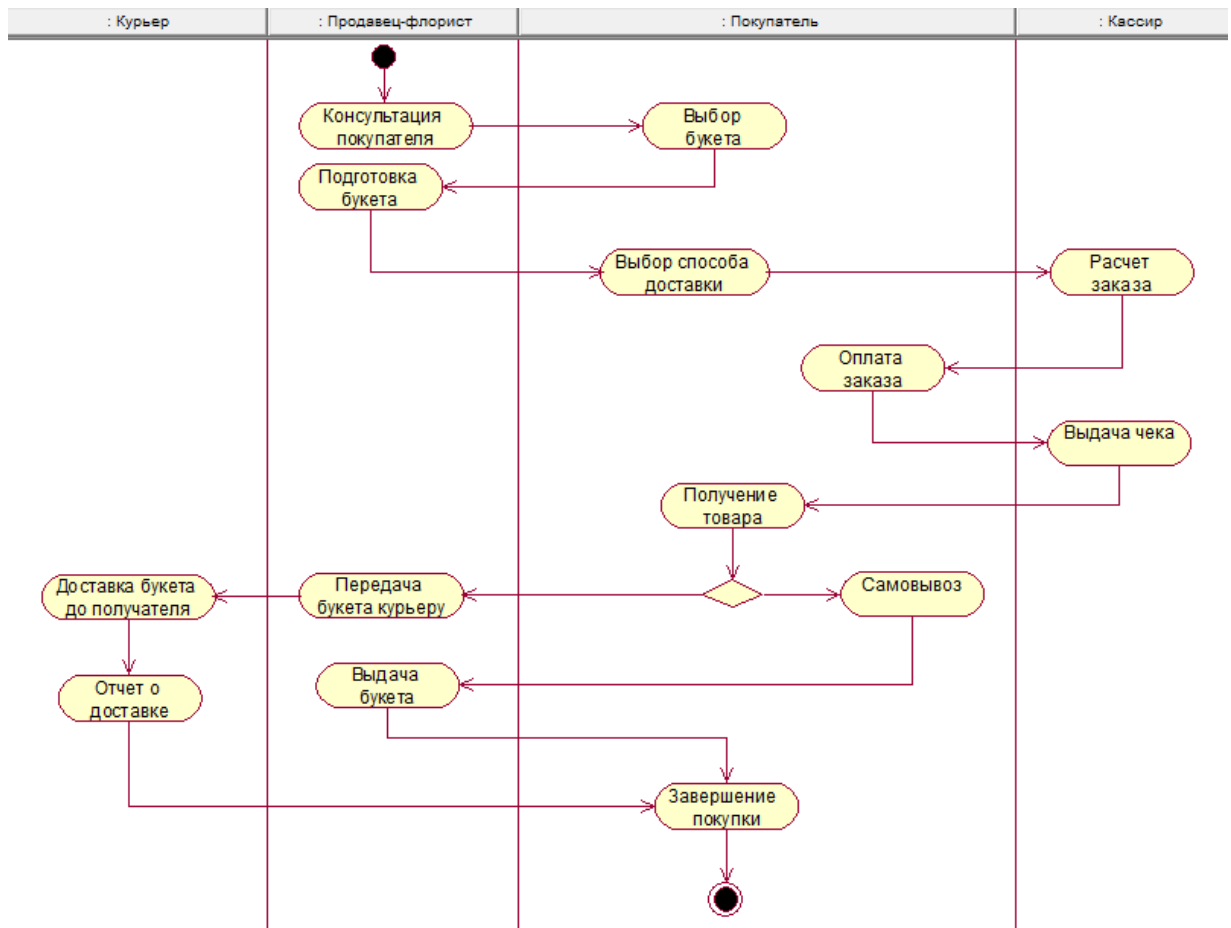 : Курьер
: Продавец-флорист
: Покупатель
: Кассир
Консультация
покупателя
Выбор
букета
Подготовка
букета
Выбор способа
доставки
Расчет
заказа
Оплата
заказа
Выдача чека
Получение
товара
Доставка букета
до получателя
Передача
букета курьеру
Самовывоз
Отчет о
доставке
Выдача
букета
Завершение
покупки